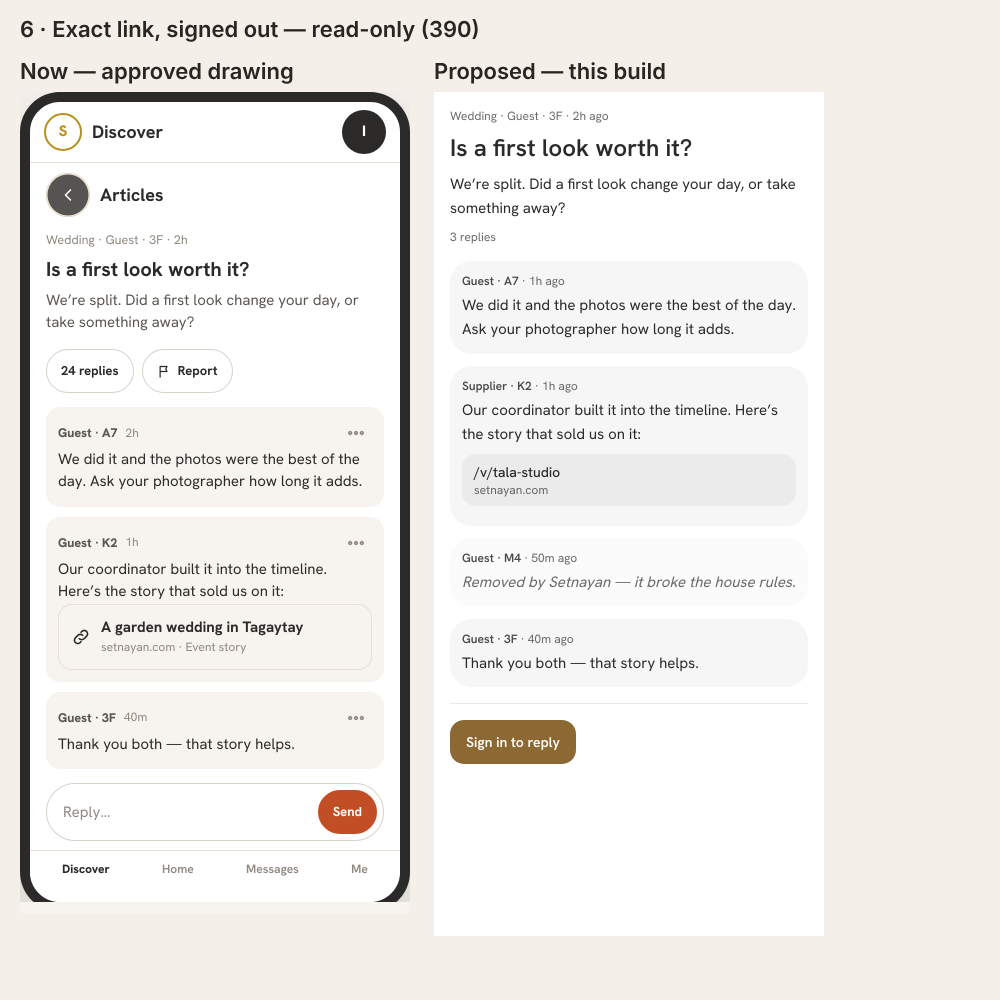 6 · Exact link, signed out — read-only (390)
Now — approved drawing
S
Discover
I
Articles
Wedding · Guest · 3F · 2h
Is a first look worth it?
We’re split. Did a first look change your day, or
take something away?
24 replies
Report
Guest · A7 2h
We did it and the photos were the best of the
day. Ask your photographer how long it adds.
Guest · K2 1h
Our coordinator built it into the timeline.
Here’s the story that sold us on it:
A garden wedding in Tagaytay
setnayan.com · Event story
Guest · 3F 40m
Thank you both — that story helps.
Reply…
Send
Discover
Home
Messages
Me
Proposed — this build
Wedding · Guest · 3F · 2h ago
Is a first look worth it?
We’re split. Did a first look change your day, or take
something away?
3 replies
Guest · A7 · 1h ago
We did it and the photos were the best of the day.
Ask your photographer how long it adds.
Supplier · K2 · 1h ago
Our coordinator built it into the timeline. Here’s
the story that sold us on it:
/v/tala-studio
setnayan.com
Guest · M4 · 50m ago
Removed by Setnayan — it broke the house rules.
Guest · 3F · 40m ago
Thank you both — that story helps.
Sign in to reply